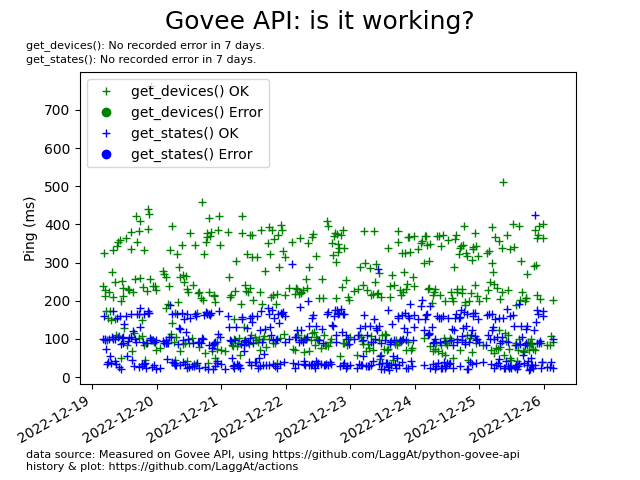 Govee API: is it working?
get_devices(): No recorded error in 7 days.
get_states(): No recorded error in 7 days.
get_devices() OK
get_devices() Error
get_states() OK
get_states() Error
Ping (ms)
700
600
500
400
300
200
100
0
2022-12-19
2022-12-20
2022-12-21
2022-12-22
2022-12-23
2022-12-24
2022-12-25
2022-12-26
data source: Measured on Govee API, using https://github.com/LaggAt/python-govee-api
history & plot: https://github.com/LaggAt/actions